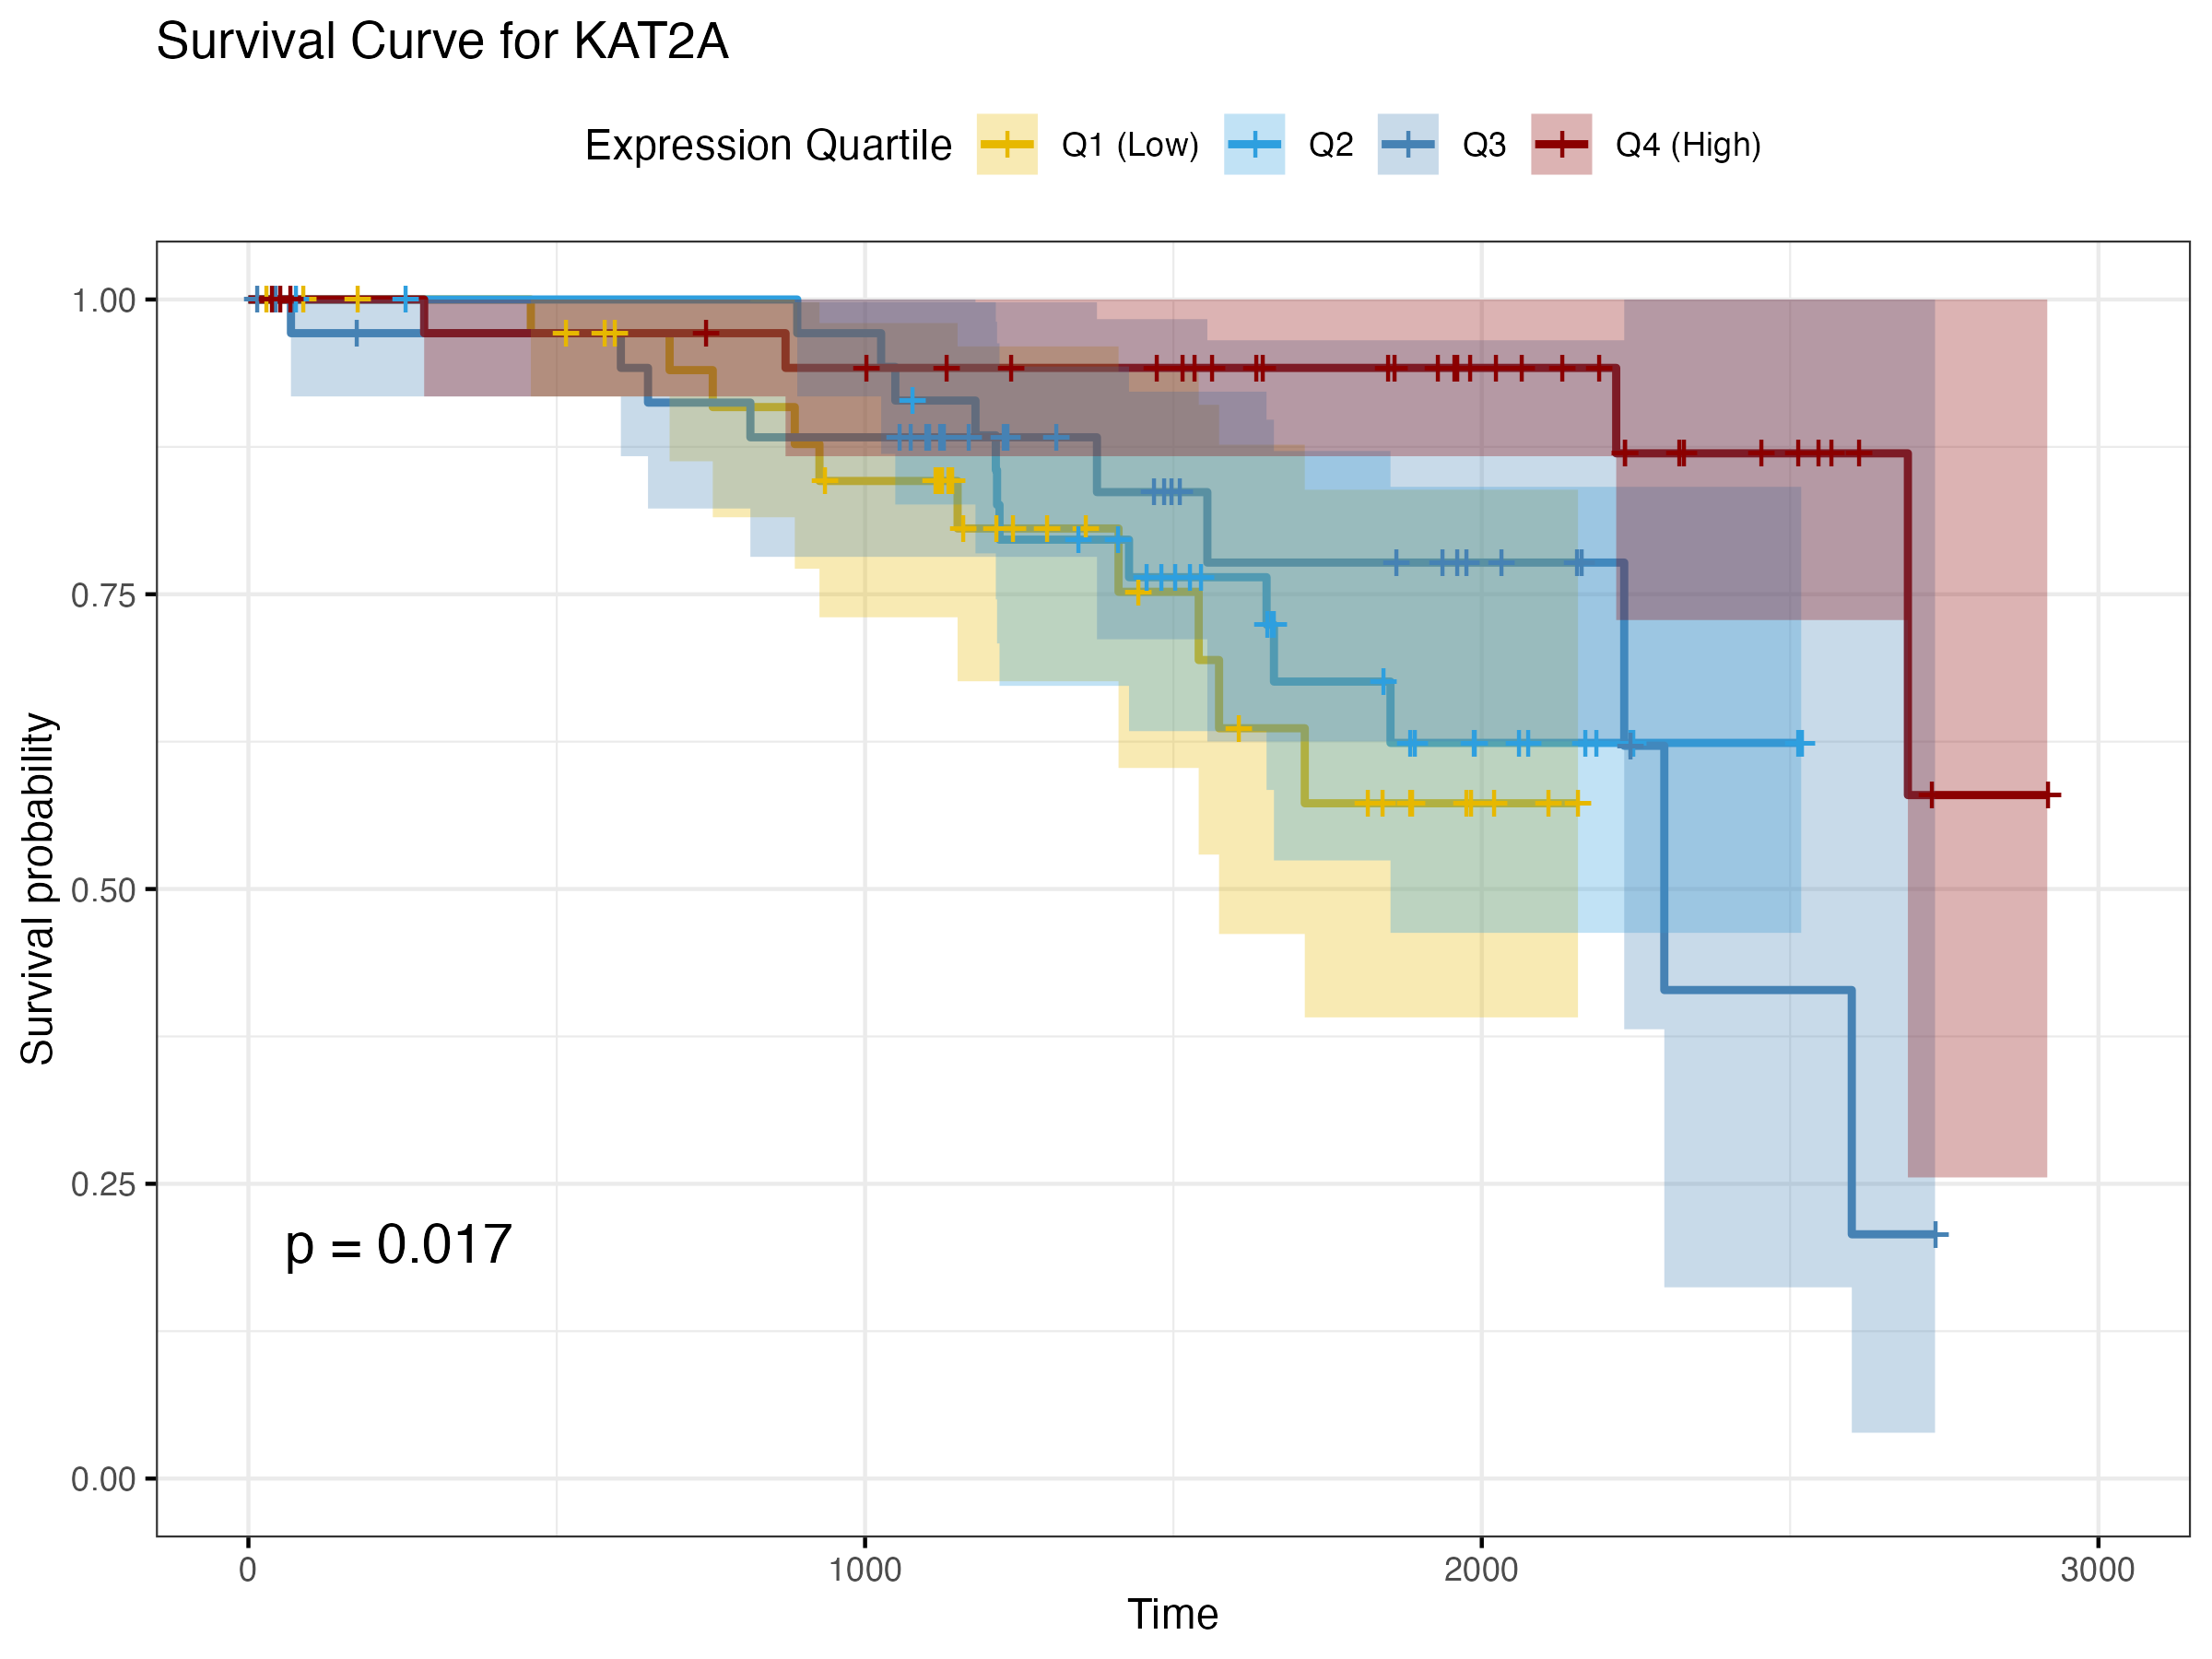 Survival Curve for KAT2A
Expression Quartile Q1 (Low) Q2 Q3 Q4 (High)
Survival probability
1.00
0.75
0.50
0.25
0.00
p = 0.017
0 1000 2000 3000
Time